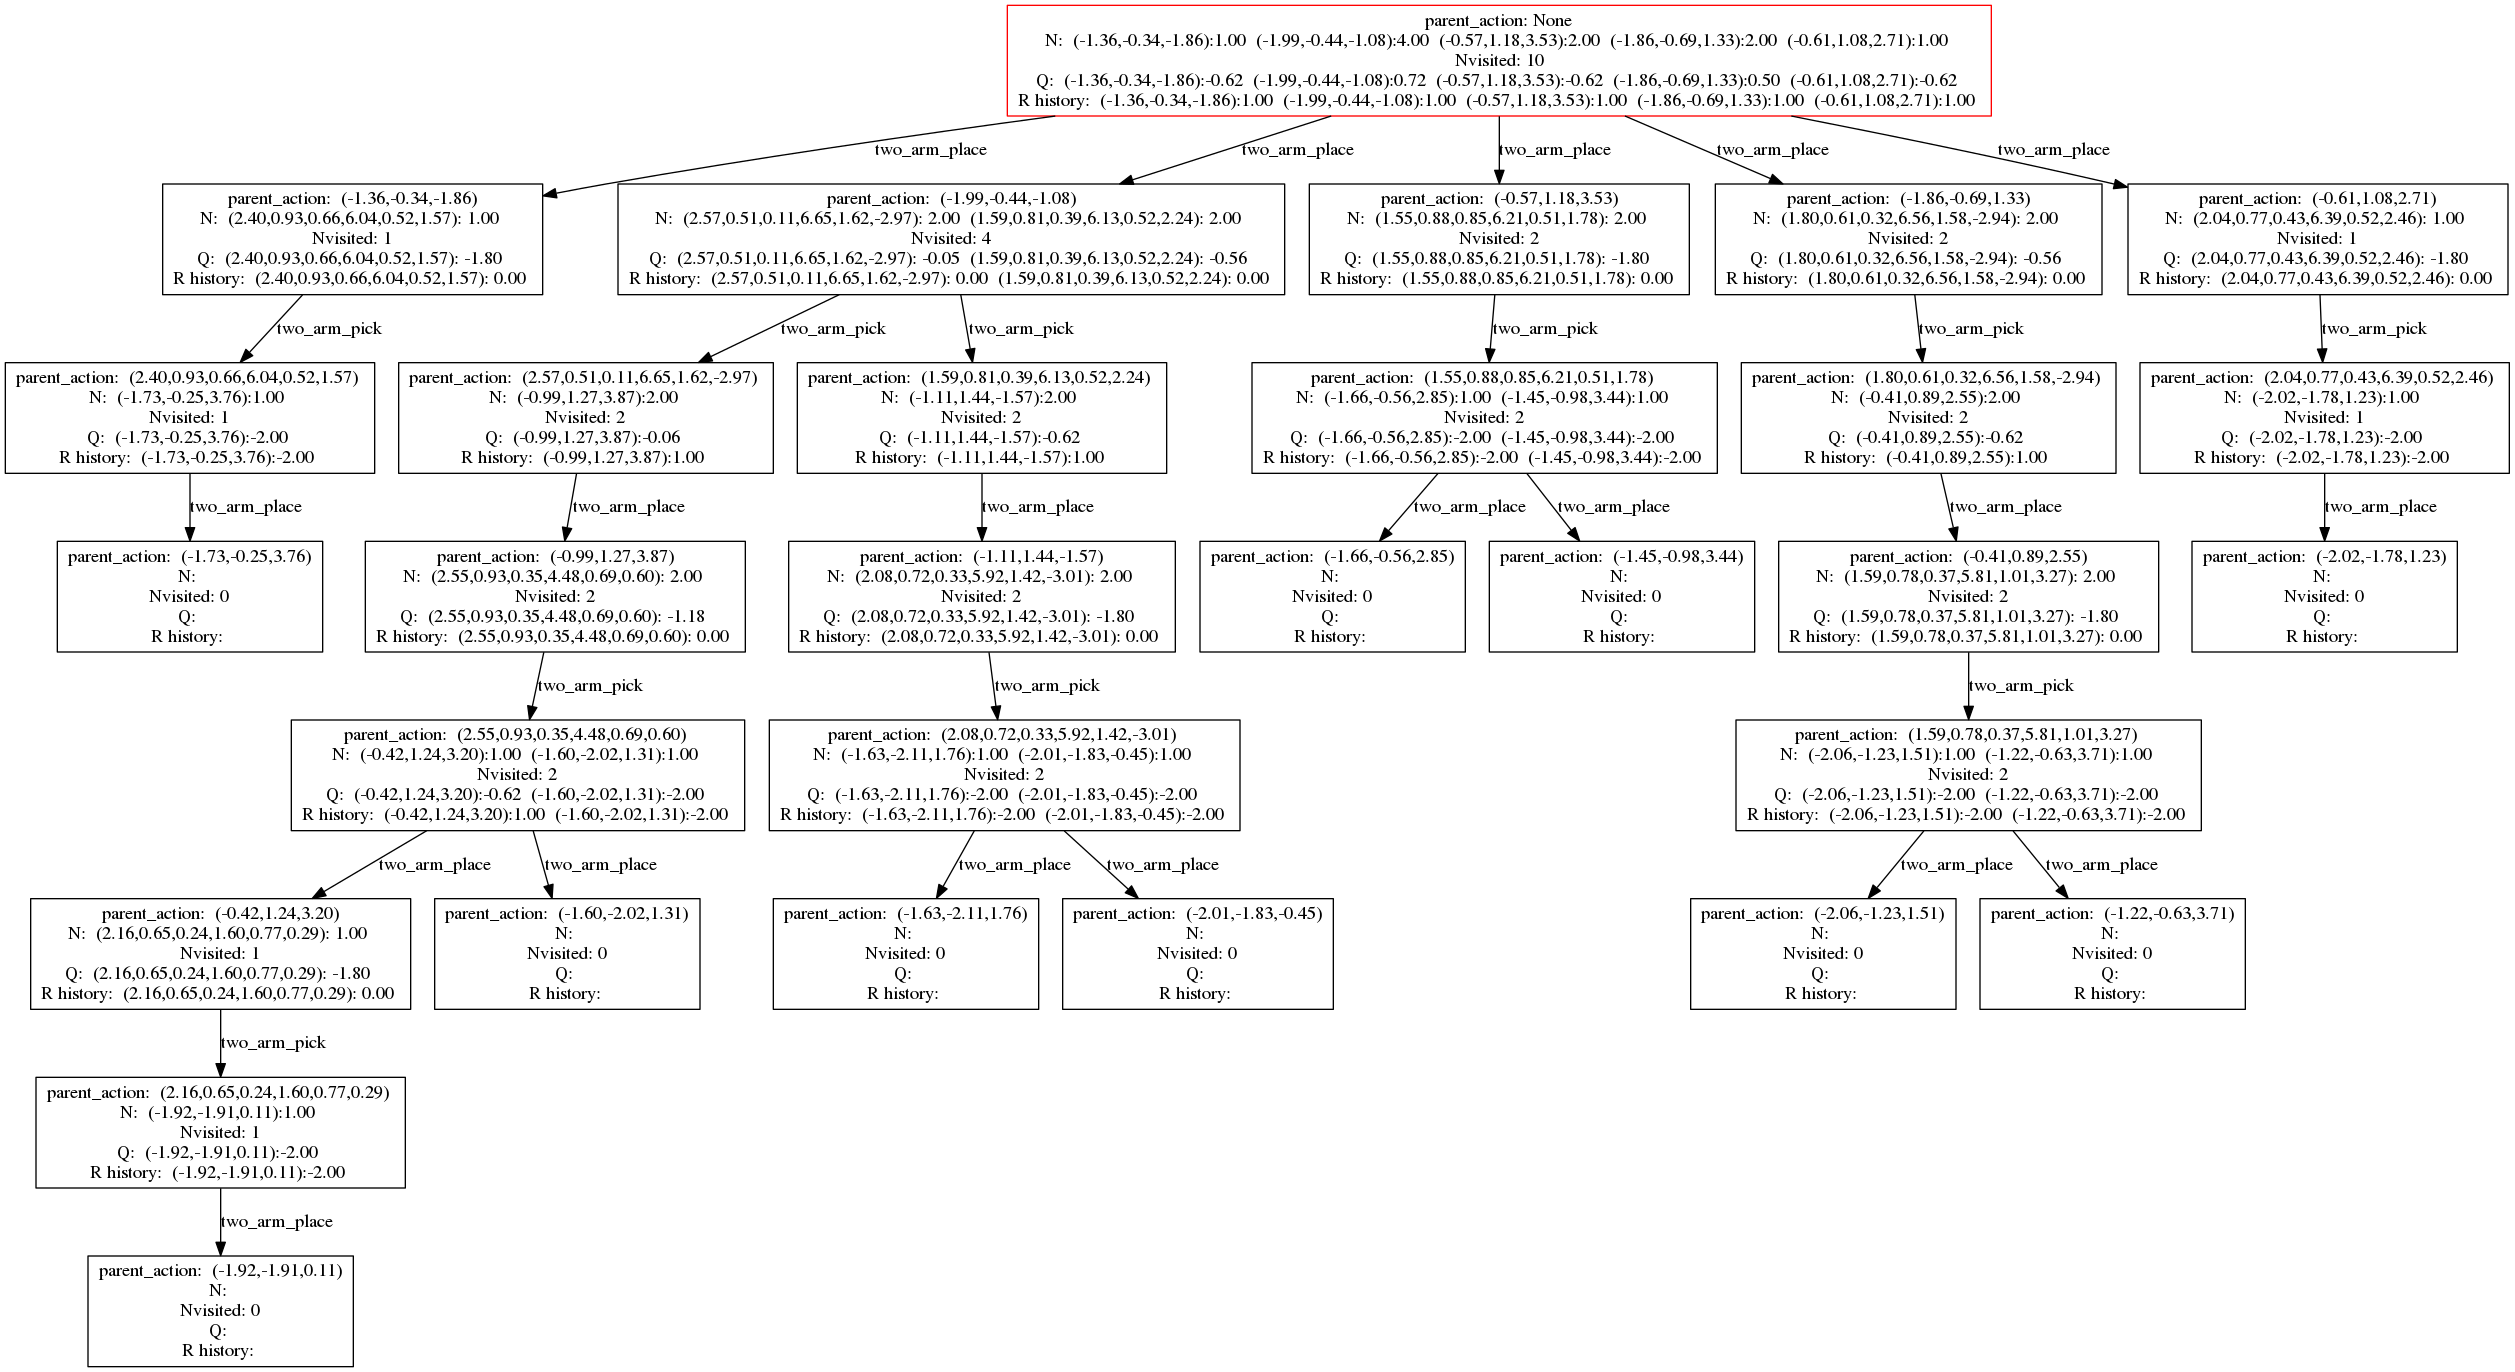 parent_action: None
N: (-1.36,-0.34,-1.86):1.00 (-1.99,-0.44,-1.08):4.00 (-0.57,1.18,3.53):2.00 (-1.86,-0.69,1.33):2.00 (-0.61,1.08,2.71):1.00
Nvisited: 10
Q: (-1.36,-0.34,-1.86):-0.62 (-1.99,-0.44,-1.08):0.72 (-0.57,1.18,3.53):-0.62 (-1.86,-0.69,1.33):0.50 (-0.61,1.08,2.71):-0.62
R history: (-1.36,-0.34,-1.86):1.00 (-1.99,-0.44,-1.08):1.00 (-0.57,1.18,3.53):1.00 (-1.86,-0.69,1.33):1.00 (-0.61,1.08,2.71):1.00
two_arm_place
two_arm_place
two_arm_place
two_arm_place
two_arm_place
parent_action: (-1.36,-0.34,-1.86)
N: (2.40,0.93,0.66,6.04,0.52,1.57): 1.00
Nvisited: 1
Q: (2.40,0.93,0.66,6.04,0.52,1.57): -1.80
R history: (2.40,0.93,0.66,6.04,0.52,1.57): 0.00
parent_action: (-1.99,-0.44,-1.08)
N: (2.57,0.51,0.11,6.65,1.62,-2.97): 2.00 (1.59,0.81,0.39,6.13,0.52,2.24): 2.00
Nvisited: 4
Q: (2.57,0.51,0.11,6.65,1.62,-2.97): -0.05 (1.59,0.81,0.39,6.13,0.52,2.24): -0.56
R history: (2.57,0.51,0.11,6.65,1.62,-2.97): 0.00 (1.59,0.81,0.39,6.13,0.52,2.24): 0.00
parent_action: (-0.57,1.18,3.53)
N: (1.55,0.88,0.85,6.21,0.51,1.78): 2.00
Nvisited: 2
Q: (1.55,0.88,0.85,6.21,0.51,1.78): -1.80
R history: (1.55,0.88,0.85,6.21,0.51,1.78): 0.00
parent_action: (-1.86,-0.69,1.33)
N: (1.80,0.61,0.32,6.56,1.58,-2.94): 2.00
Nvisited: 2
Q: (1.80,0.61,0.32,6.56,1.58,-2.94): -0.56
R history: (1.80,0.61,0.32,6.56,1.58,-2.94): 0.00
parent_action: (-0.61,1.08,2.71)
N: (2.04,0.77,0.43,6.39,0.52,2.46): 1.00
Nvisited: 1
Q: (2.04,0.77,0.43,6.39,0.52,2.46): -1.80
R history: (2.04,0.77,0.43,6.39,0.52,2.46): 0.00
two_arm_pick
two_arm_pick
two_arm_pick
two_arm_pick
two_arm_pick
two_arm_pick
parent_action: (2.40,0.93,0.66,6.04,0.52,1.57)
N: (-1.73,-0.25,3.76):1.00
Nvisited: 1
Q: (-1.73,-0.25,3.76):-2.00
R history: (-1.73,-0.25,3.76):-2.00
parent_action: (2.57,0.51,0.11,6.65,1.62,-2.97)
N: (-0.99,1.27,3.87):2.00
Nvisited: 2
Q: (-0.99,1.27,3.87):-0.06
R history: (-0.99,1.27,3.87):1.00
parent_action: (1.59,0.81,0.39,6.13,0.52,2.24)
N: (-1.11,1.44,-1.57):2.00
Nvisited: 2
Q: (-1.11,1.44,-1.57):-0.62
R history: (-1.11,1.44,-1.57):1.00
parent_action: (1.55,0.88,0.85,6.21,0.51,1.78)
N: (-1.66,-0.56,2.85):1.00 (-1.45,-0.98,3.44):1.00
Nvisited: 2
Q: (-1.66,-0.56,2.85):-2.00 (-1.45,-0.98,3.44):-2.00
R history: (-1.66,-0.56,2.85):-2.00 (-1.45,-0.98,3.44):-2.00
parent_action: (1.80,0.61,0.32,6.56,1.58,-2.94)
N: (-0.41,0.89,2.55):2.00
Nvisited: 2
Q: (-0.41,0.89,2.55):-0.62
R history: (-0.41,0.89,2.55):1.00
parent_action: (2.04,0.77,0.43,6.39,0.52,2.46)
N: (-2.02,-1.78,1.23):1.00
Nvisited: 1
Q: (-2.02,-1.78,1.23):-2.00
R history: (-2.02,-1.78,1.23):-2.00
two_arm_place
two_arm_place
two_arm_place
two_arm_place
two_arm_place
two_arm_place
two_arm_place
parent_action: (-1.73,-0.25,3.76)
N:
Nvisited: 0
Q:
R history:
parent_action: (-0.99,1.27,3.87)
N: (2.55,0.93,0.35,4.48,0.69,0.60): 2.00
Nvisited: 2
Q: (2.55,0.93,0.35,4.48,0.69,0.60): -1.18
R history: (2.55,0.93,0.35,4.48,0.69,0.60): 0.00
parent_action: (-1.11,1.44,-1.57)
N: (2.08,0.72,0.33,5.92,1.42,-3.01): 2.00
Nvisited: 2
Q: (2.08,0.72,0.33,5.92,1.42,-3.01): -1.80
R history: (2.08,0.72,0.33,5.92,1.42,-3.01): 0.00
parent_action: (-1.66,-0.56,2.85)
N:
Nvisited: 0
Q:
R history:
parent_action: (-1.45,-0.98,3.44)
N:
Nvisited: 0
Q:
R history:
parent_action: (-0.41,0.89,2.55)
N: (1.59,0.78,0.37,5.81,1.01,3.27): 2.00
Nvisited: 2
Q: (1.59,0.78,0.37,5.81,1.01,3.27): -1.80
R history: (1.59,0.78,0.37,5.81,1.01,3.27): 0.00
parent_action: (-2.02,-1.78,1.23)
N:
Nvisited: 0
Q:
R history:
two_arm_pick
two_arm_pick
two_arm_pick
parent_action: (2.55,0.93,0.35,4.48,0.69,0.60)
N: (-0.42,1.24,3.20):1.00 (-1.60,-2.02,1.31):1.00
Nvisited: 2
Q: (-0.42,1.24,3.20):-0.62 (-1.60,-2.02,1.31):-2.00
R history: (-0.42,1.24,3.20):1.00 (-1.60,-2.02,1.31):-2.00
parent_action: (2.08,0.72,0.33,5.92,1.42,-3.01)
N: (-1.63,-2.11,1.76):1.00 (-2.01,-1.83,-0.45):1.00
Nvisited: 2
Q: (-1.63,-2.11,1.76):-2.00 (-2.01,-1.83,-0.45):-2.00
R history: (-1.63,-2.11,1.76):-2.00 (-2.01,-1.83,-0.45):-2.00
parent_action: (1.59,0.78,0.37,5.81,1.01,3.27)
N: (-2.06,-1.23,1.51):1.00 (-1.22,-0.63,3.71):1.00
Nvisited: 2
Q: (-2.06,-1.23,1.51):-2.00 (-1.22,-0.63,3.71):-2.00
R history: (-2.06,-1.23,1.51):-2.00 (-1.22,-0.63,3.71):-2.00
two_arm_place
two_arm_place
two_arm_place
two_arm_place
two_arm_place
two_arm_place
parent_action: (-0.42,1.24,3.20)
N: (2.16,0.65,0.24,1.60,0.77,0.29): 1.00
Nvisited: 1
Q: (2.16,0.65,0.24,1.60,0.77,0.29): -1.80
R history: (2.16,0.65,0.24,1.60,0.77,0.29): 0.00
parent_action: (-1.60,-2.02,1.31)
N:
Nvisited: 0
Q:
R history:
parent_action: (-1.63,-2.11,1.76)
N:
Nvisited: 0
Q:
R history:
parent_action: (-2.01,-1.83,-0.45)
N:
Nvisited: 0
Q:
R history:
parent_action: (-2.06,-1.23,1.51)
N:
Nvisited: 0
Q:
R history:
parent_action: (-1.22,-0.63,3.71)
N:
Nvisited: 0
Q:
R history:
two_arm_pick
parent_action: (2.16,0.65,0.24,1.60,0.77,0.29)
N: (-1.92,-1.91,0.11):1.00
Nvisited: 1
Q: (-1.92,-1.91,0.11):-2.00
R history: (-1.92,-1.91,0.11):-2.00
two_arm_place
parent_action: (-1.92,-1.91,0.11)
N:
Nvisited: 0
Q:
R history: